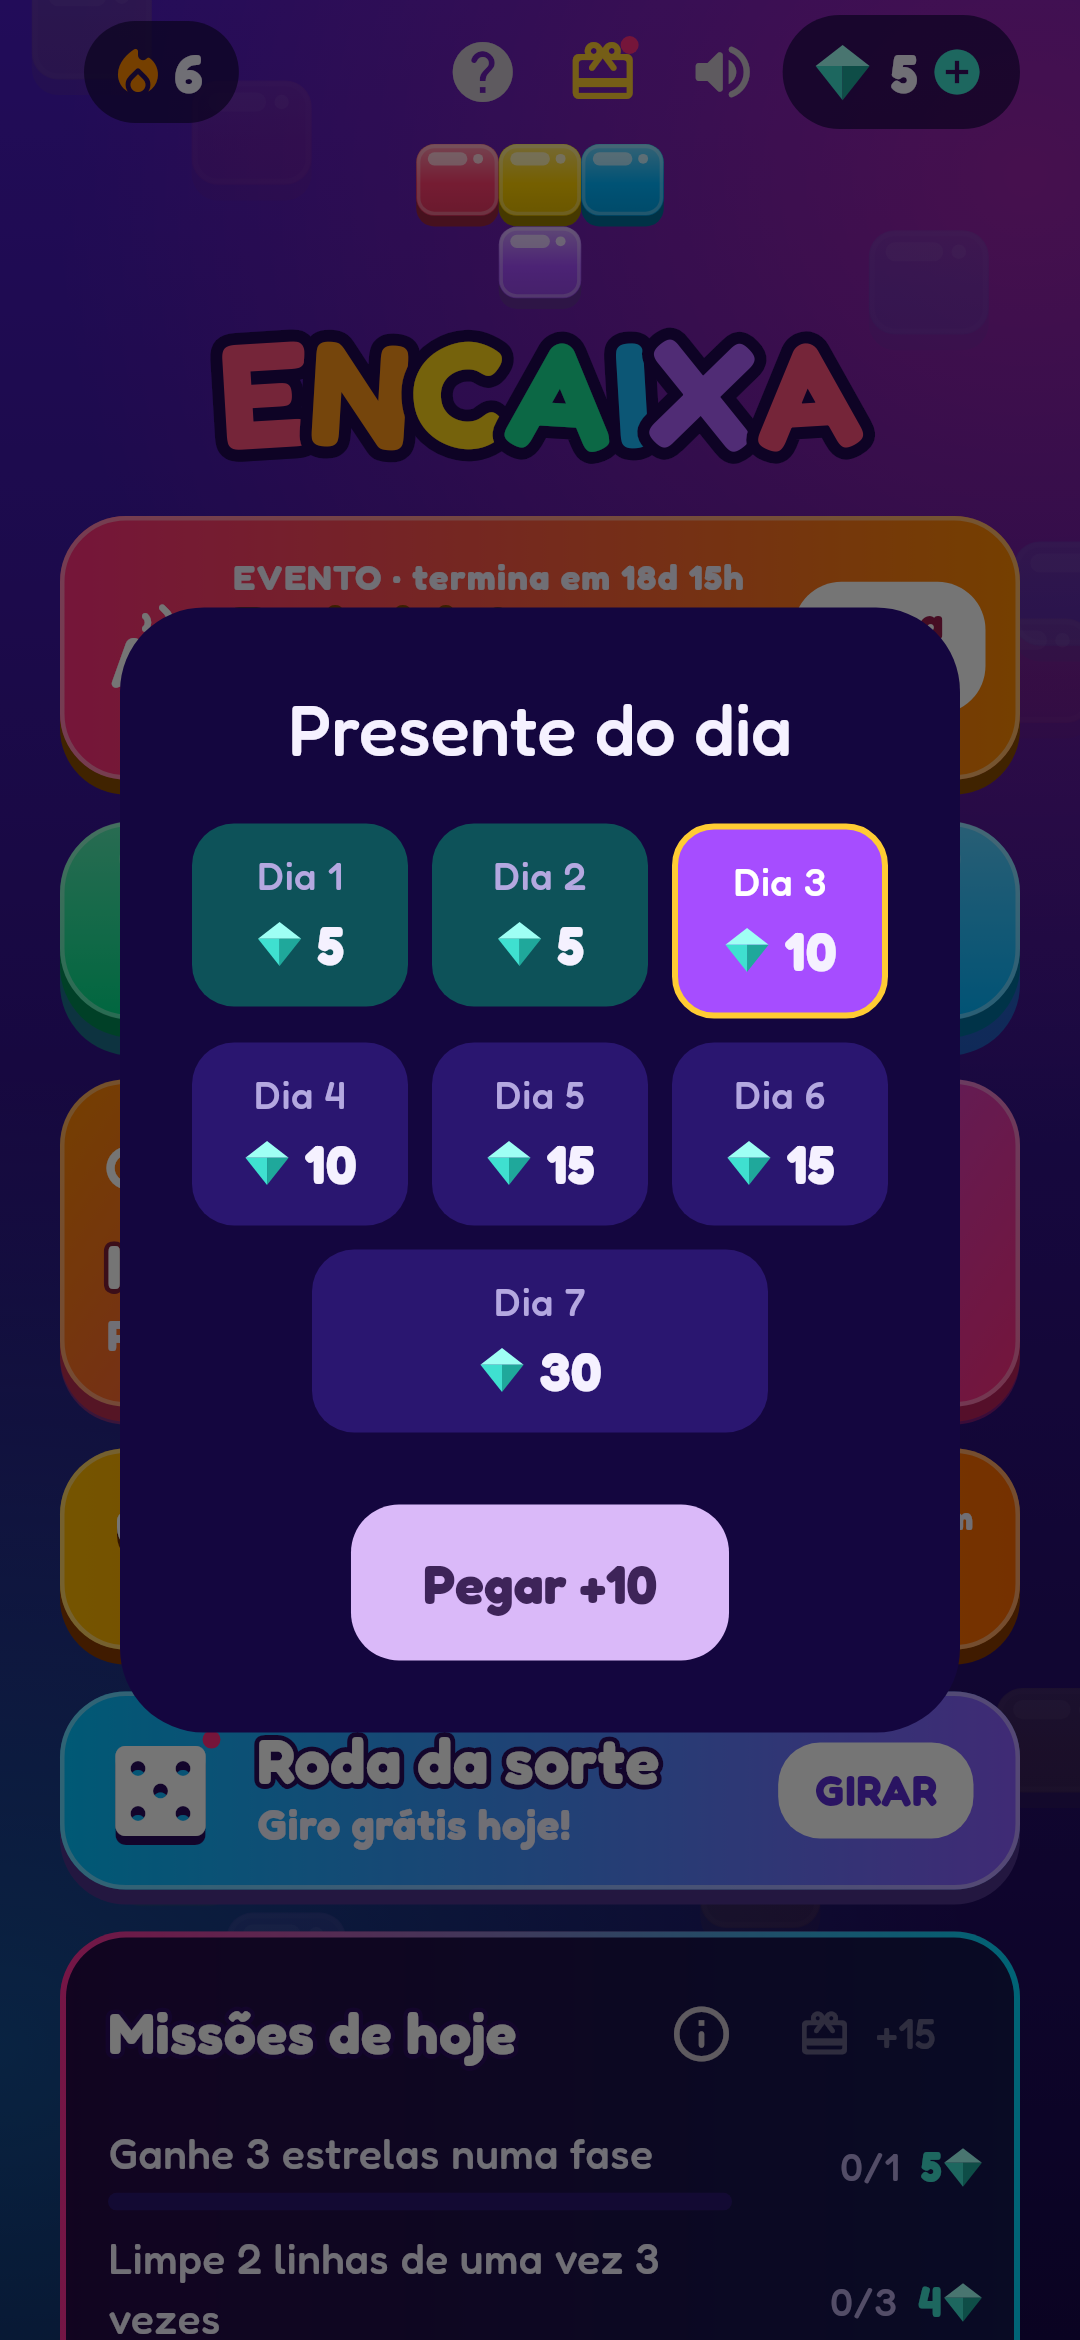 6
5
ENCAIXA
EVENTO · termina em 18d 15h
Presente do dia
Dia 1
5
Dia 2
5
Dia 3
10
Dia 4
10
Dia 5
15
Dia 6
15
Dia 7
30
Pegar +10
Roda da sorte
Giro grátis hoje!
GIRAR
Missões de hoje
+15
Ganhe 3 estrelas numa fase
0/1 5
Limpe 2 linhas de uma vez 3
vezes
0/3 4